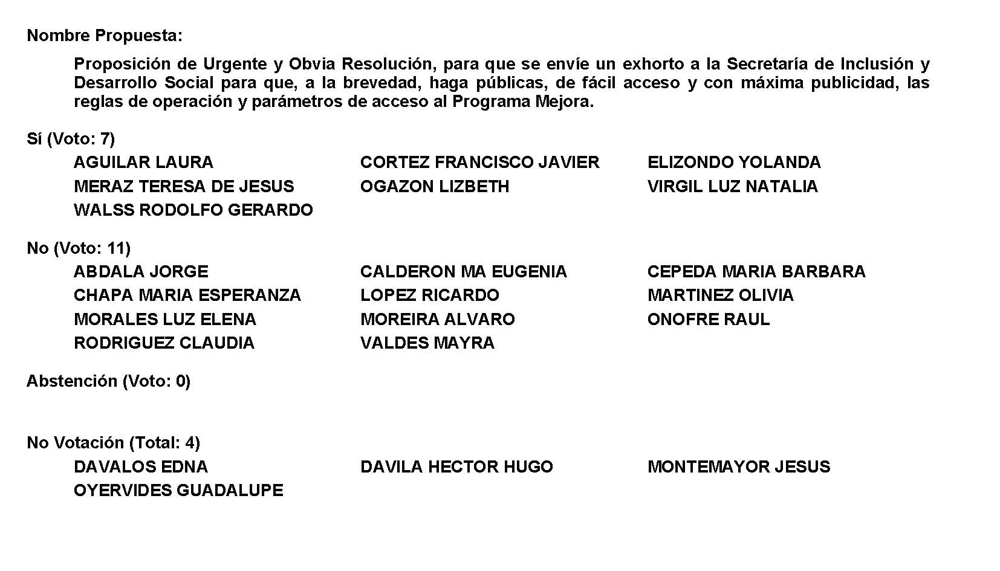 Nombre Propuesta:
Proposición de Urgente y Obvia Resolución, para que se envíe un exhorto a la Secretaría de Inclusión y
Desarrollo Social para que, a la brevedad, haga públicas, de fácil acceso y con máxima publicidad, las
reglas de operación y parámetros de acceso al Programa Mejora.
Sí (Voto: 7)
AGUILAR LAURA CORTEZ FRANCISCO JAVIER ELIZONDO YOLANDA
MERAZ TERESA DE JESUS OGAZON LIZBETH VIRGIL LUZ NATALIA
WALSS RODOLFO GERARDO
No (Voto: 11)
ABDALA JORGE CALDERON MA EUGENIA CEPEDA MARIA BARBARA
CHAPA MARIA ESPERANZA LOPEZ RICARDO MARTINEZ OLIVIA
MORALES LUZ ELENA MOREIRA ALVARO ONOFRE RAUL
RODRIGUEZ CLAUDIA VALDES MAYRA
Abstención (Voto: 0)
No Votación (Total: 4)
DAVALOS EDNA DAVILA HECTOR HUGO MONTEMAYOR JESUS
OYERVIDES GUADALUPE